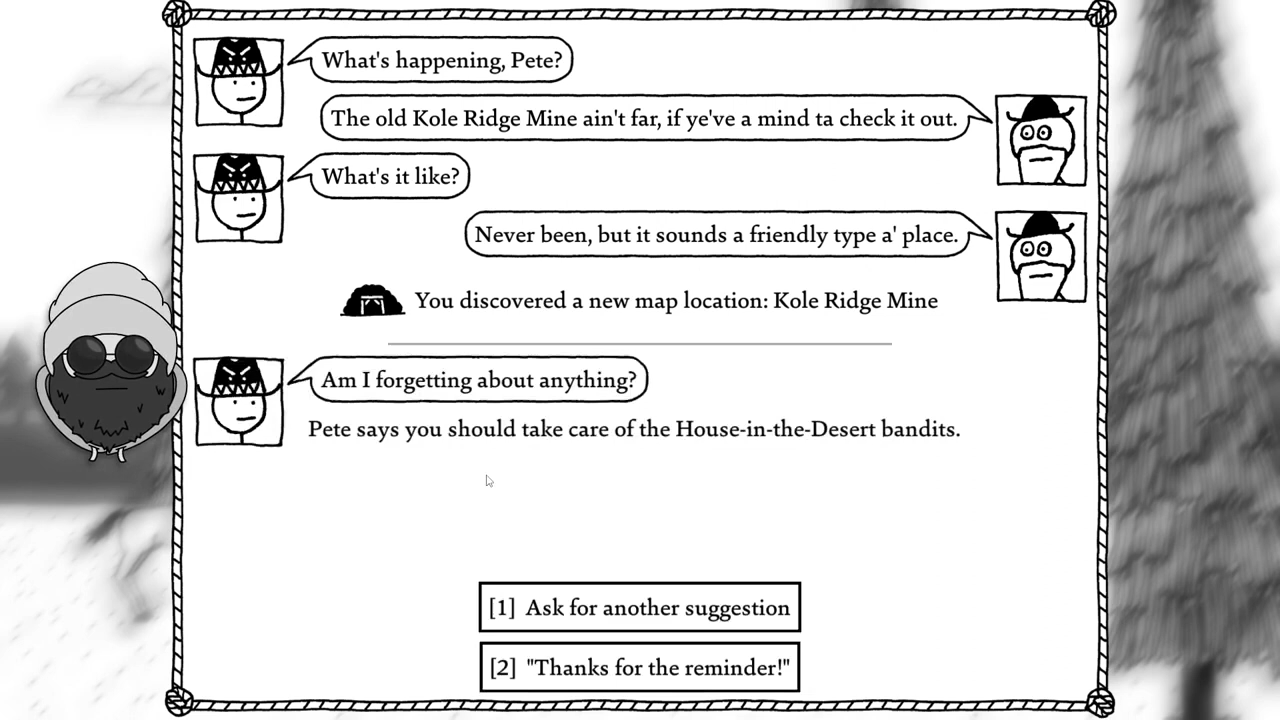 What's happening, Pete?
The old Kole Ridge Mine ain't far, if ye've a mind ta check it out.
What's it like?
Never been, but it sounds a friendly type a' place.
You discovered a new map location: Kole Ridge Mine
Am I forgetting about anything?
Pete says you should take care of the House-in-the-Desert bandits.
[1] Ask for another suggestion
[2] "Thanks for the reminder!"